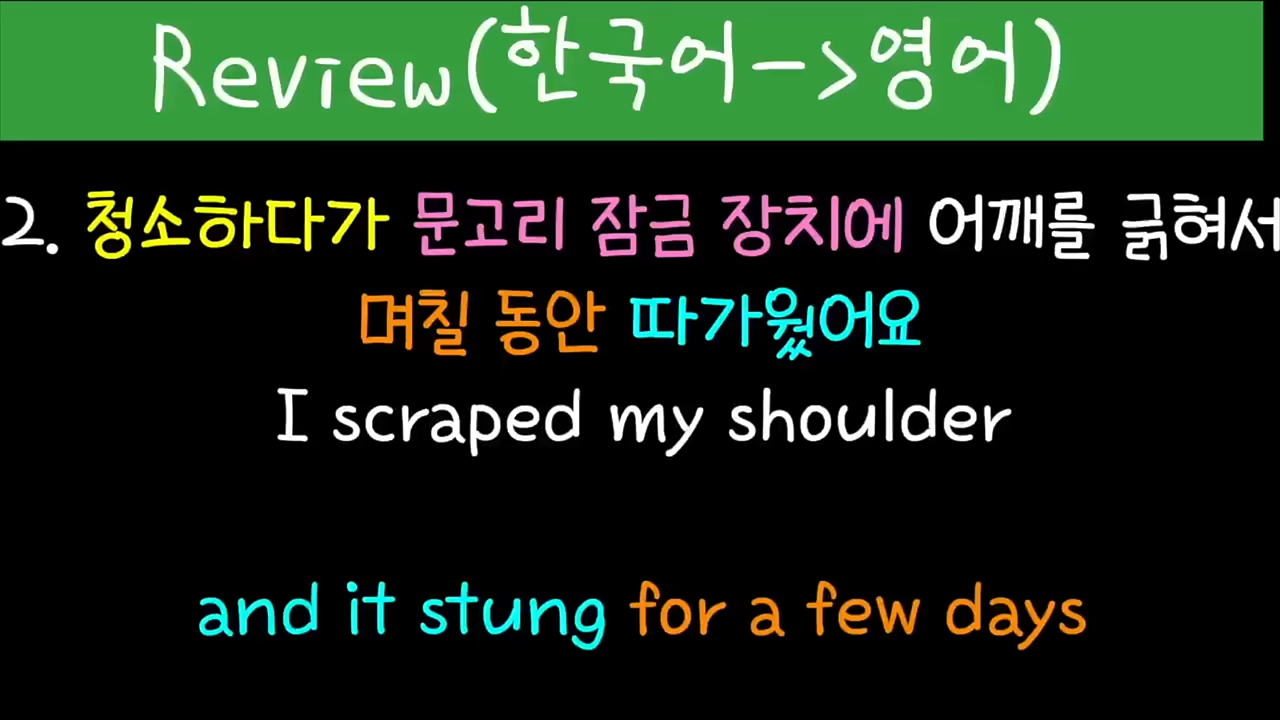 Review(한국어->영어)
2. 청소하다가 문고리 잠금 장치에 어깨를 긁혀서
며칠 동안 따가웠어요
I scraped my shoulder
and it stung for a few days